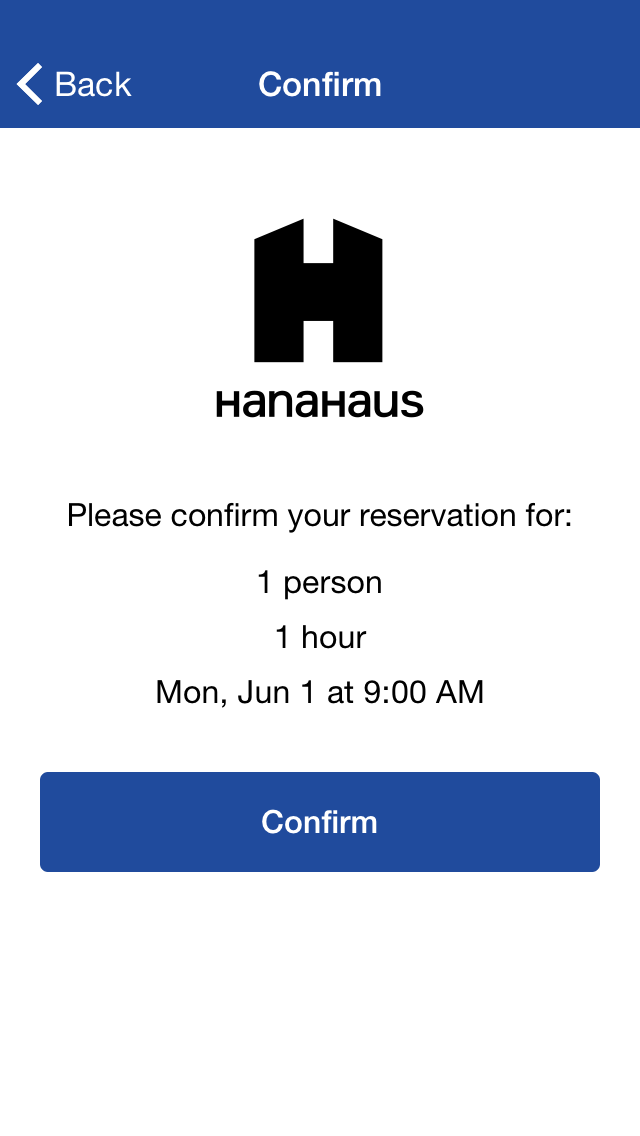 Back
Confirm
HanaHaus
Please confirm your reservation for:
1 person
1 hour
Mon, Jun 1 at 9:00 AM
Confirm